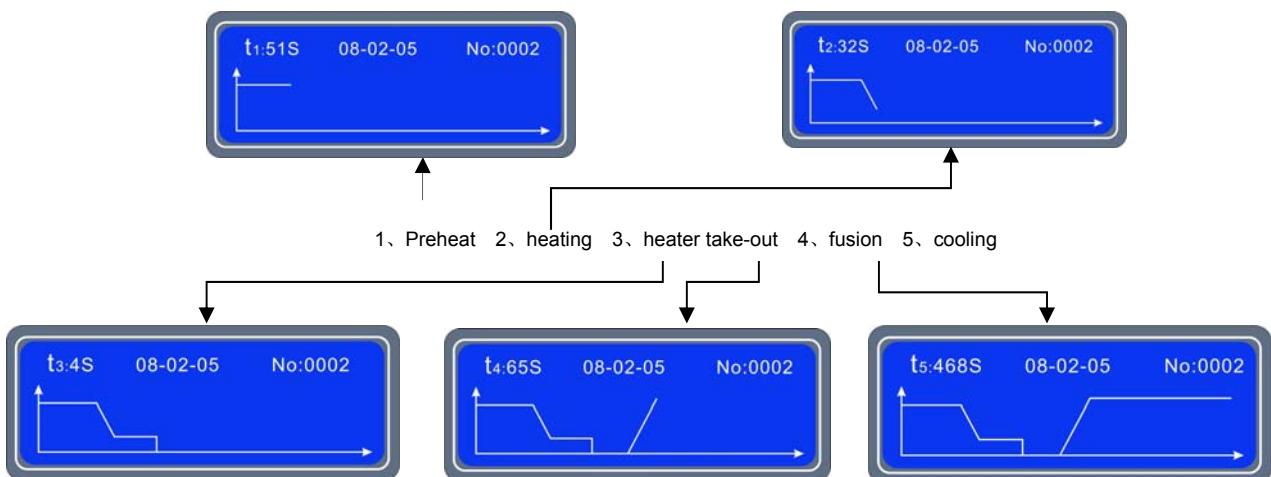 t1:51S 08-02-05 No:0002
t2:32S 08-02-05 No:0002
1、Preheat 2、heating 3、heater take-out 4、fusion 5、cooling
t3:4S 08-02-05 No:0002
t4:65S 08-02-05 No:0002
t5:468S 08-02-05 No:0002